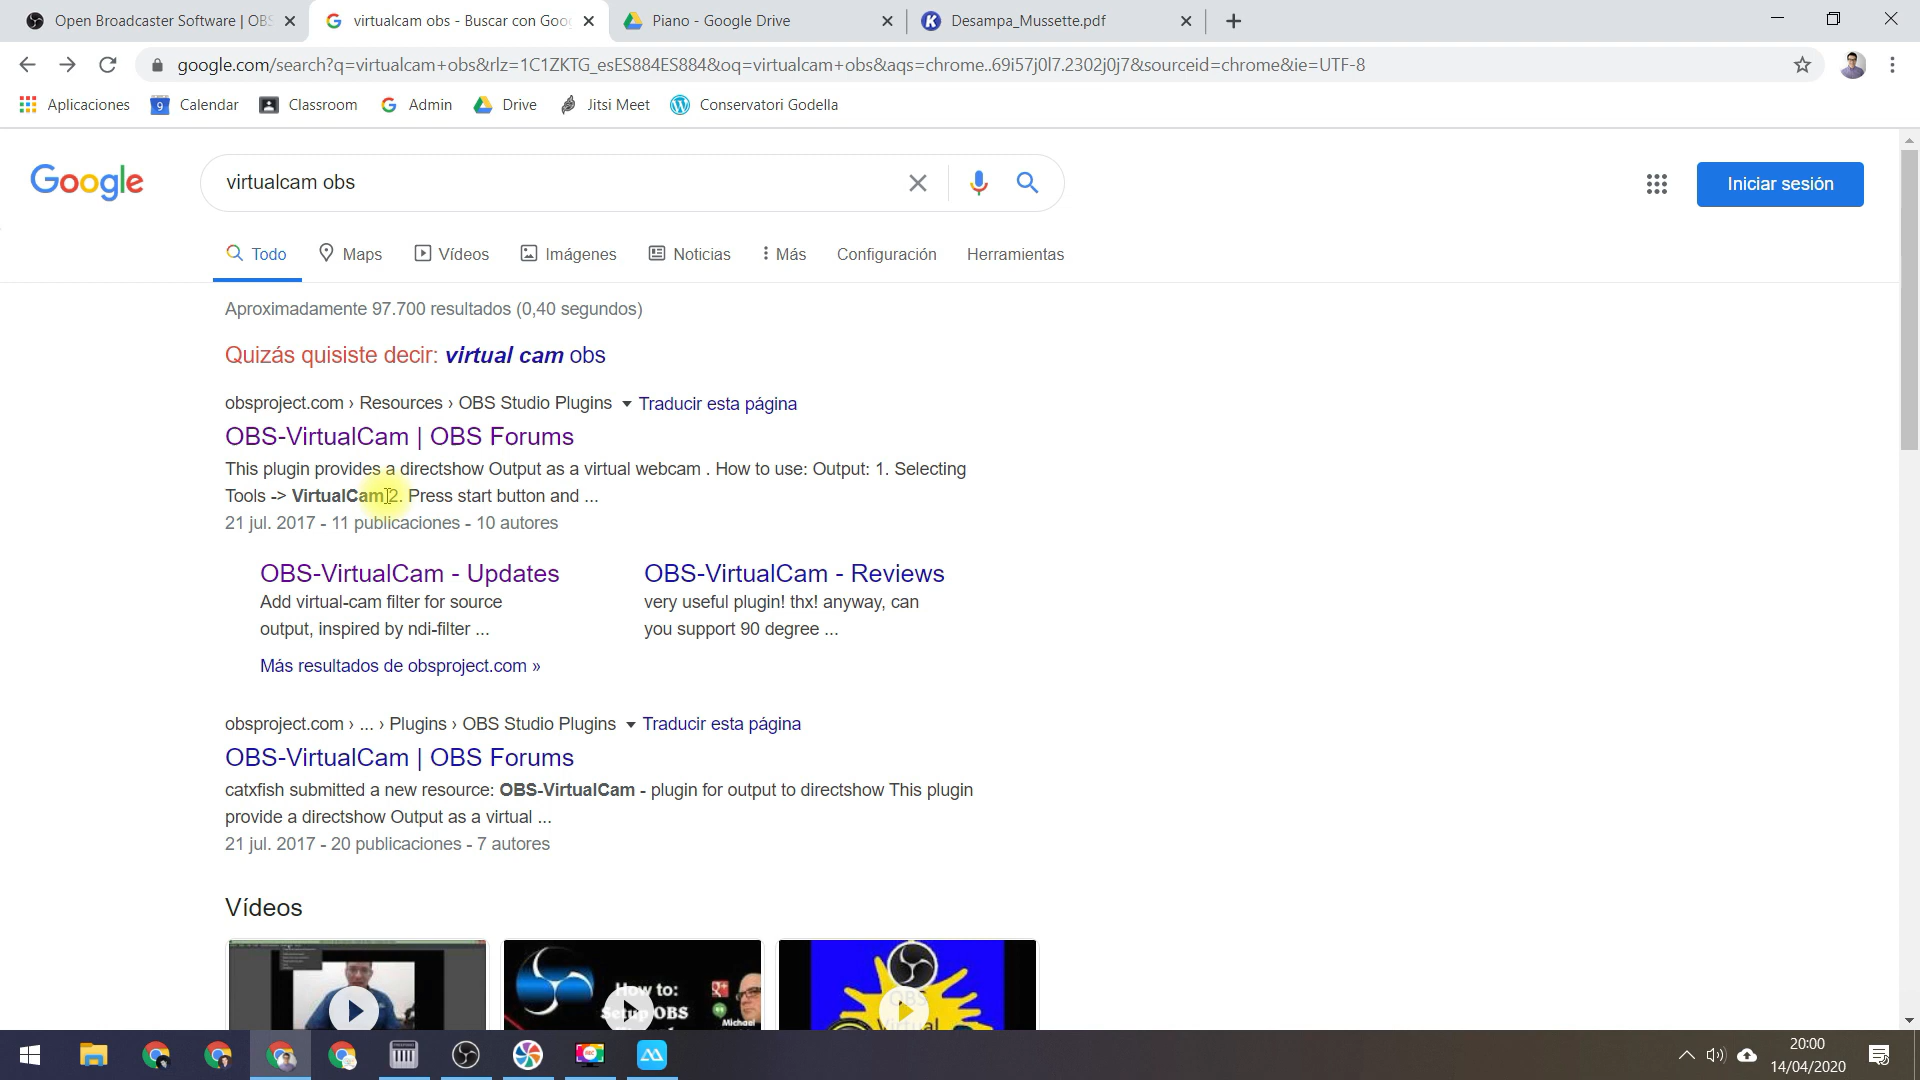 Open Broadcaster Software | OBS
virtualcam obs - Buscar con Goo
Piano - Google Drive
Desampa_Mussette.pdf
google.com/search?q=virtualcam+obs&rlz=1C1ZKTG_esES884ES884&oq=virtualcam+obs&aqs=chrome..69i57j0l7.2302j0j7&sourceid=chrome&ie=UTF-8
Aplicaciones
Calendar
Classroom
Admin
Drive
Jitsi Meet
Conservatori Godella
Google
virtualcam obs
Iniciar sesión
Todo
Maps
Vídeos
Imágenes
Noticias
Más
Configuración
Herramientas
Aproximadamente 97.700 resultados (0,40 segundos)
Quizás quisiste decir: virtual cam obs
obsproject.com › Resources › OBS Studio Plugins ▾ Traducir esta página
OBS-VirtualCam | OBS Forums
This plugin provides a directshow Output as a virtual webcam . How to use: Output: 1. Selecting
Tools -> VirtualCam 2. Press start button and ...
21 jul. 2017 - 11 publicaciones - 10 autores
OBS-VirtualCam - Updates
Add virtual-cam filter for source
output, inspired by ndi-filter ...
OBS-VirtualCam - Reviews
very useful plugin! thx! anyway, can
you support 90 degree ...
Más resultados de obsproject.com »
obsproject.com › ... › Plugins › OBS Studio Plugins ▾ Traducir esta página
OBS-VirtualCam | OBS Forums
catxfish submitted a new resource: OBS-VirtualCam - plugin for output to directshow This plugin
provide a directshow Output as a virtual ...
21 jul. 2017 - 20 publicaciones - 7 autores
Vídeos
How to:
Setup OBS
Michael
OBS
Virtual
20:00
14/04/2020